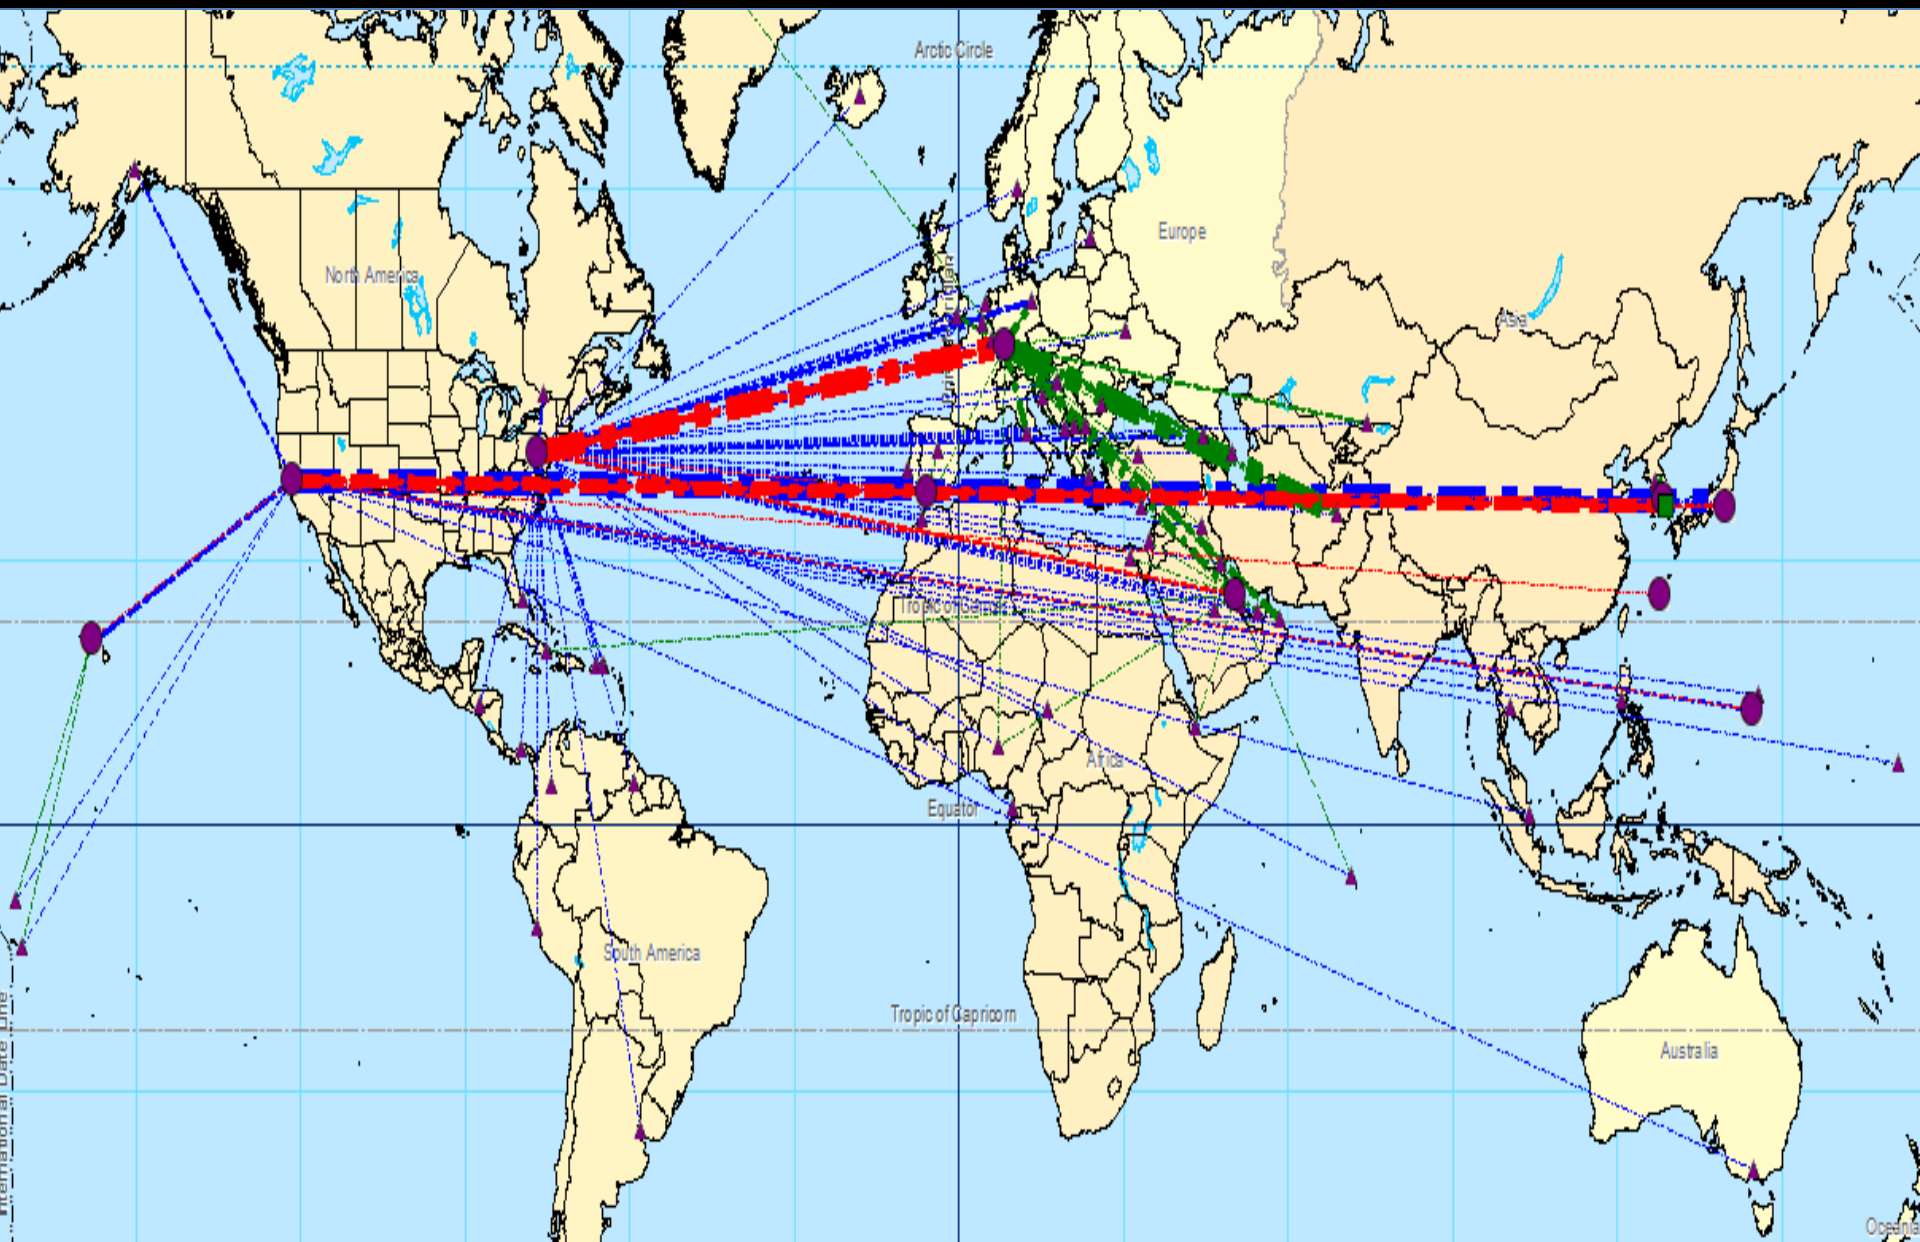 Arctic Circle
Europe
North America
Asia
Tropic of Cancer
Africa
Equator
South America
Tropic of Capricorn
Australia
International Date Line
Oceania